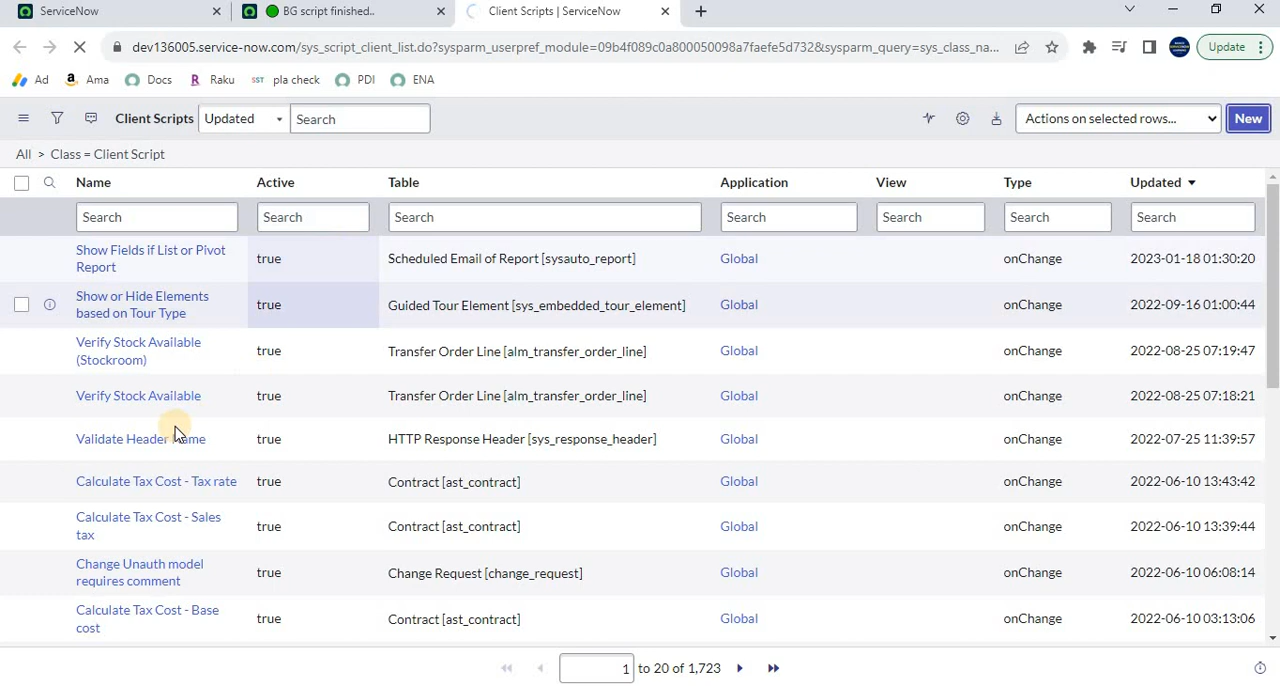 ServiceNow
BG script finished..
Client Scripts | ServiceNow
dev136005.service-now.com/sys_script_client_list.do?sysparm_userpref_module=09b4f089c0a800050098a7faefe5d732&sysparm_query=sys_class_na...
Update
Ad
Ama
Docs
Raku
SST pla check
PDI
ENA
Client Scripts Updated Search Actions on selected rows... New
All > Class = Client Script
Name Active Table Application View Type Updated
Search Search Search Search Search Search Search
Show Fields if List or Pivot
Report
true Scheduled Email of Report [sysauto_report] Global onChange 2023-01-18 01:30:20
Show or Hide Elements
based on Tour Type
true Guided Tour Element [sys_embedded_tour_element] Global onChange 2022-09-16 01:00:44
Verify Stock Available
(Stockroom)
true Transfer Order Line [alm_transfer_order_line] Global onChange 2022-08-25 07:19:47
Verify Stock Available true Transfer Order Line [alm_transfer_order_line] Global onChange 2022-08-25 07:18:21
Validate Header Name true HTTP Response Header [sys_response_header] Global onChange 2022-07-25 11:39:57
Calculate Tax Cost - Tax rate true Contract [ast_contract] Global onChange 2022-06-10 13:43:42
Calculate Tax Cost - Sales
tax
true Contract [ast_contract] Global onChange 2022-06-10 13:39:44
Change Unauth model
requires comment
true Change Request [change_request] Global onChange 2022-06-10 06:08:14
Calculate Tax Cost - Base
cost
true Contract [ast_contract] Global onChange 2022-06-10 03:13:06
1 to 20 of 1,723